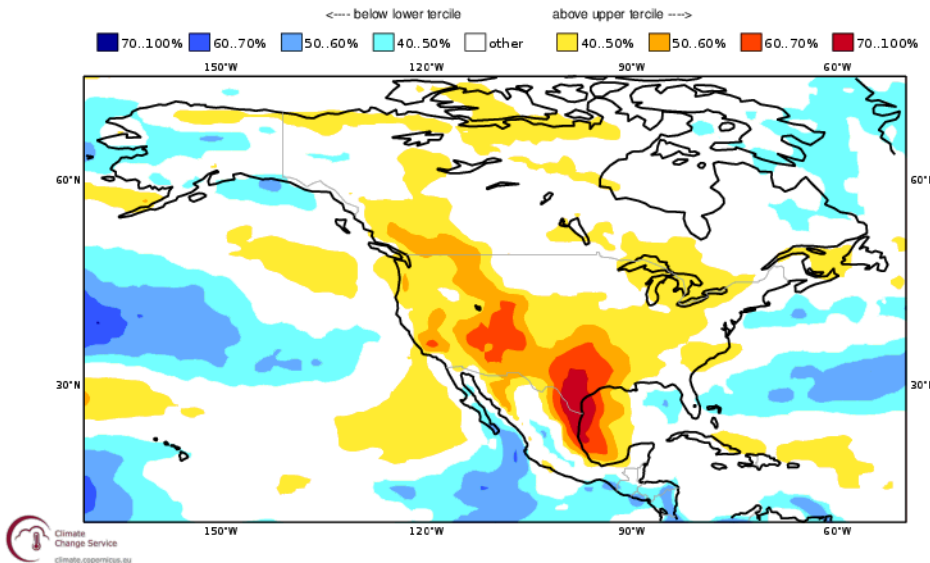 <---- below lower tercile above upper tercile ---->
70..100% 60..70% 50..60% 40..50% other 40..50% 50..60% 60..70% 70..100%
150°W 120°W 90°W 60°W
60°N 60°N
30°N 30°N
150°W 120°W 90°W 60°W
Climate
Change Service
climate.copernicus.eu